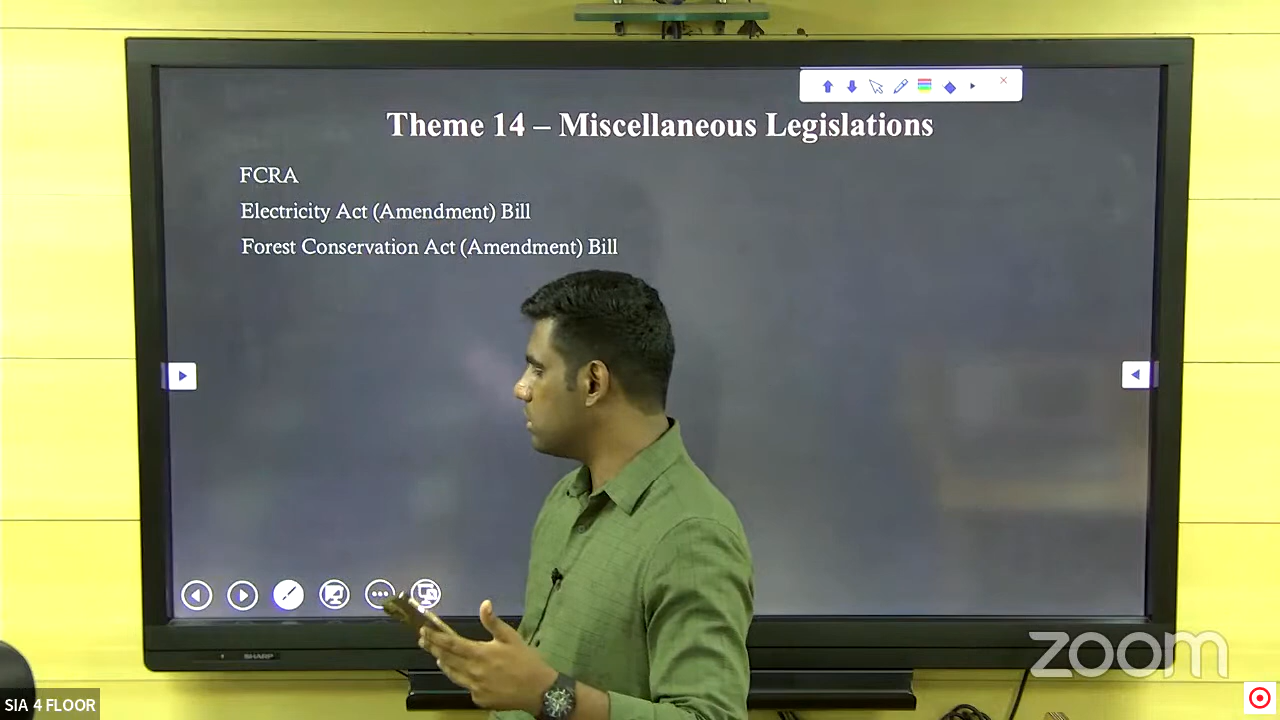 Theme 14 – Miscellaneous Legislations
FCRA
Electricity Act (Amendment) Bill
Forest Conservation Act (Amendment) Bill
SHARP
zoom
SIA 4 FLOOR